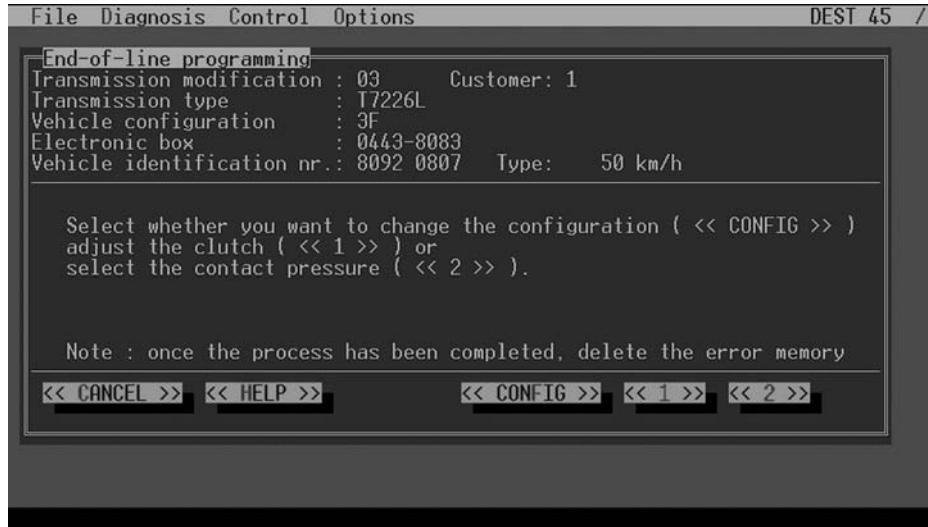 File Diagnosis Control Options DEST 45 /
End-of-line programming
Transmission modification : 03 Customer: 1
Transmission type : T7226L
Vehicle configuration : 3F
Electronic box : 0443-8083
Vehicle identification nr.: 8092 0807 Type: 50 km/h
Select whether you want to change the configuration ( << CONFIG >> )
adjust the clutch ( << 1 >> ) or
select the contact pressure ( << 2 >> ).
Note : once the process has been completed, delete the error memory
<< CANCEL >> << HELP >> << CONFIG >> << 1 >> << 2 >>